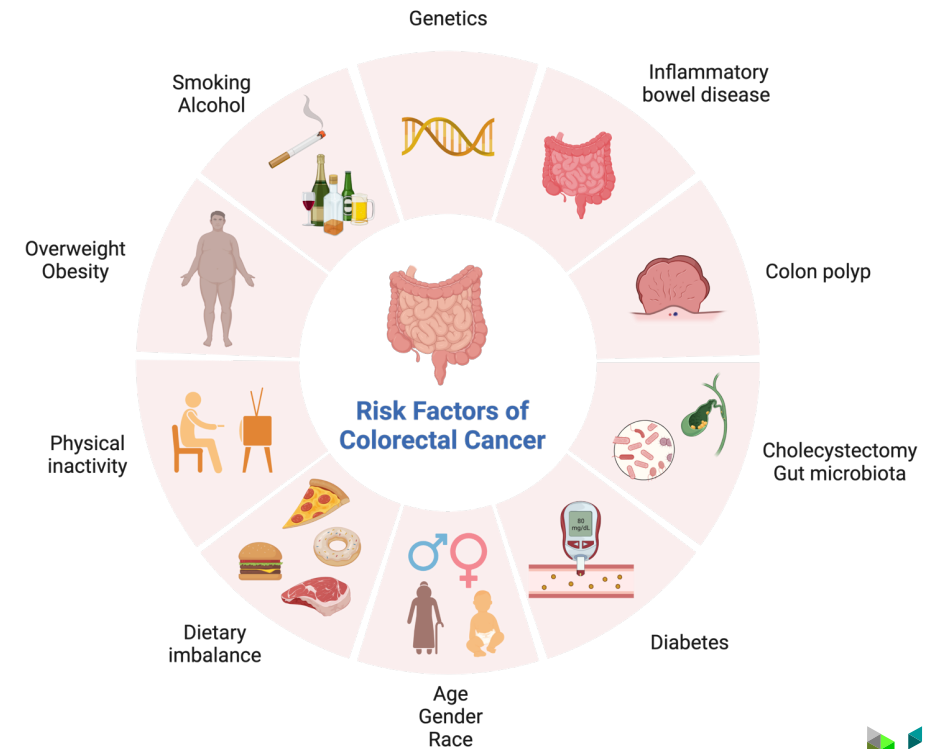 Genetics
Inflammatory
bowel disease
Colon polyp
Cholecystectomy
Gut microbiota
Diabetes
Age
Gender
Race
Dietary
imbalance
Physical
inactivity
Overweight
Obesity
Smoking
Alcohol
80
mg/dL
Risk Factors of
Colorectal Cancer